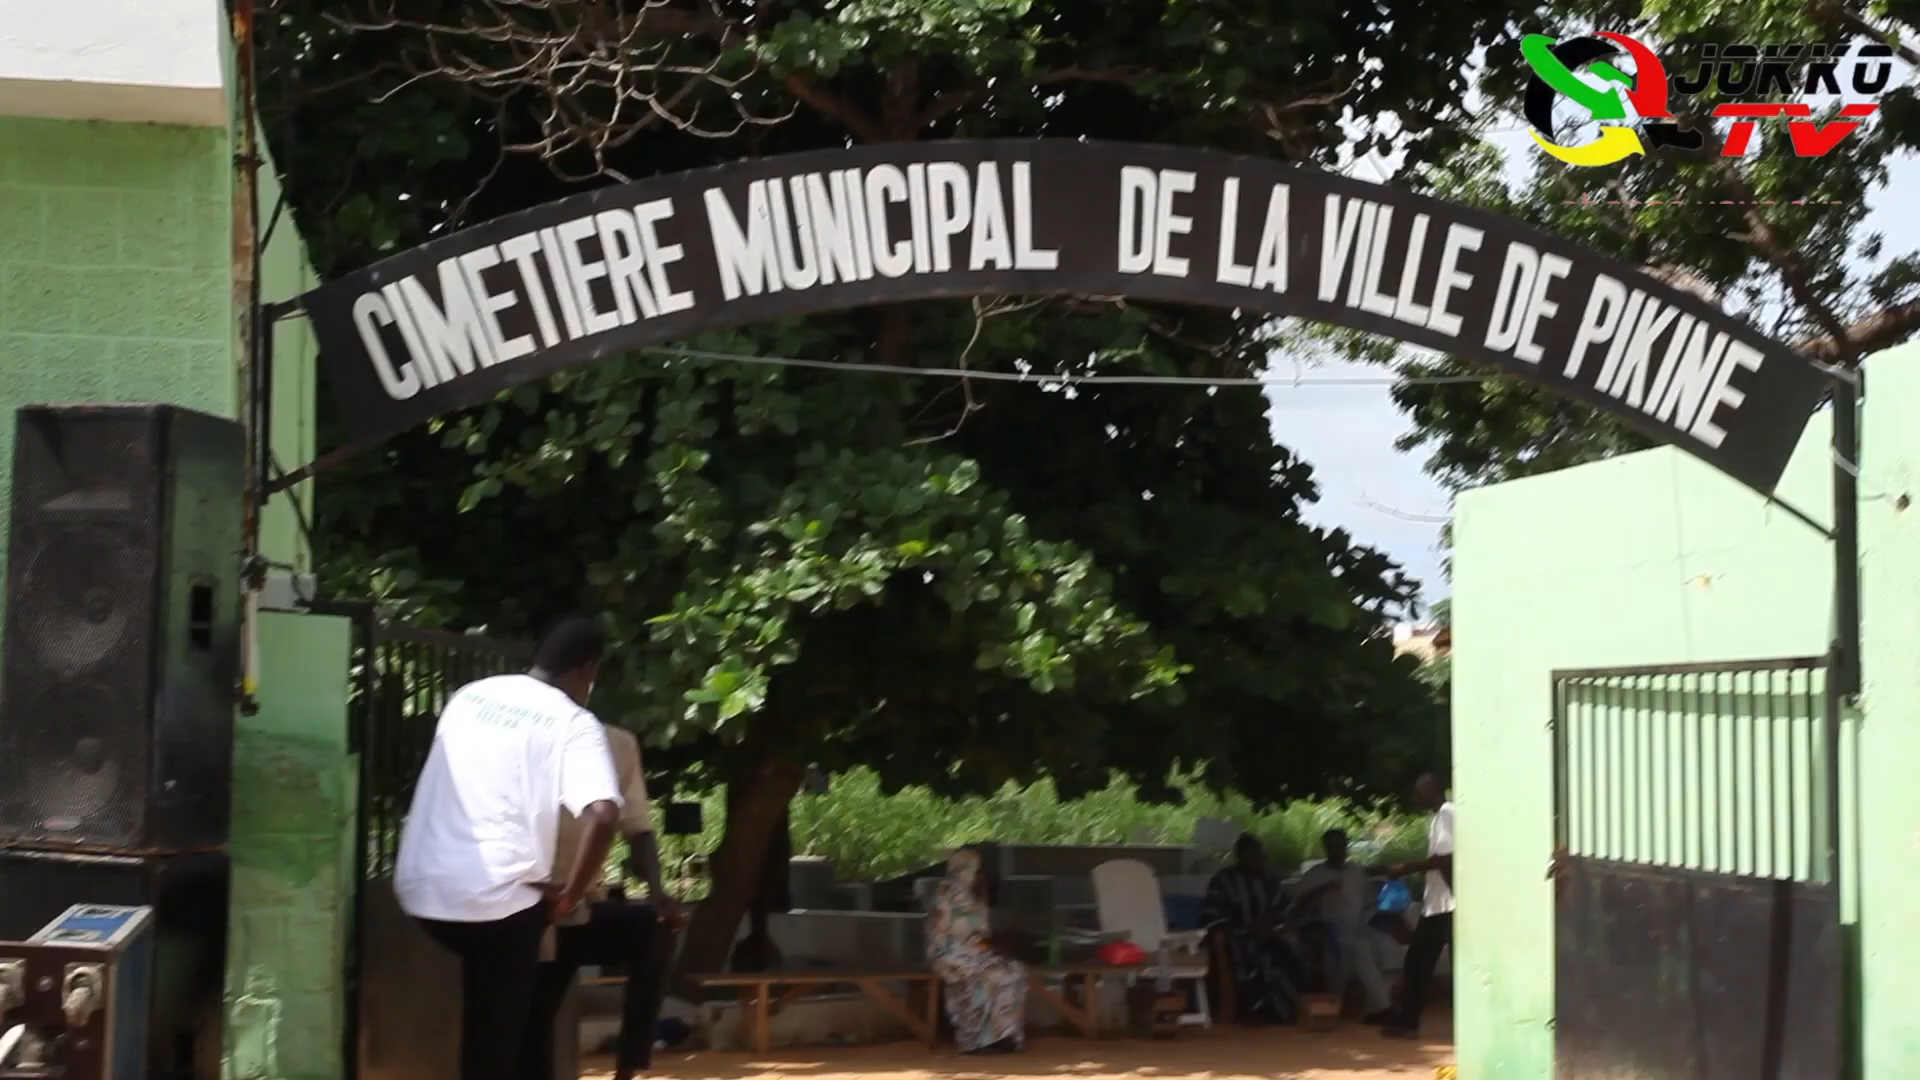 JOKKO
TV
CIMETIERE MUNICIPAL DE LA VILLE DE PIKINE